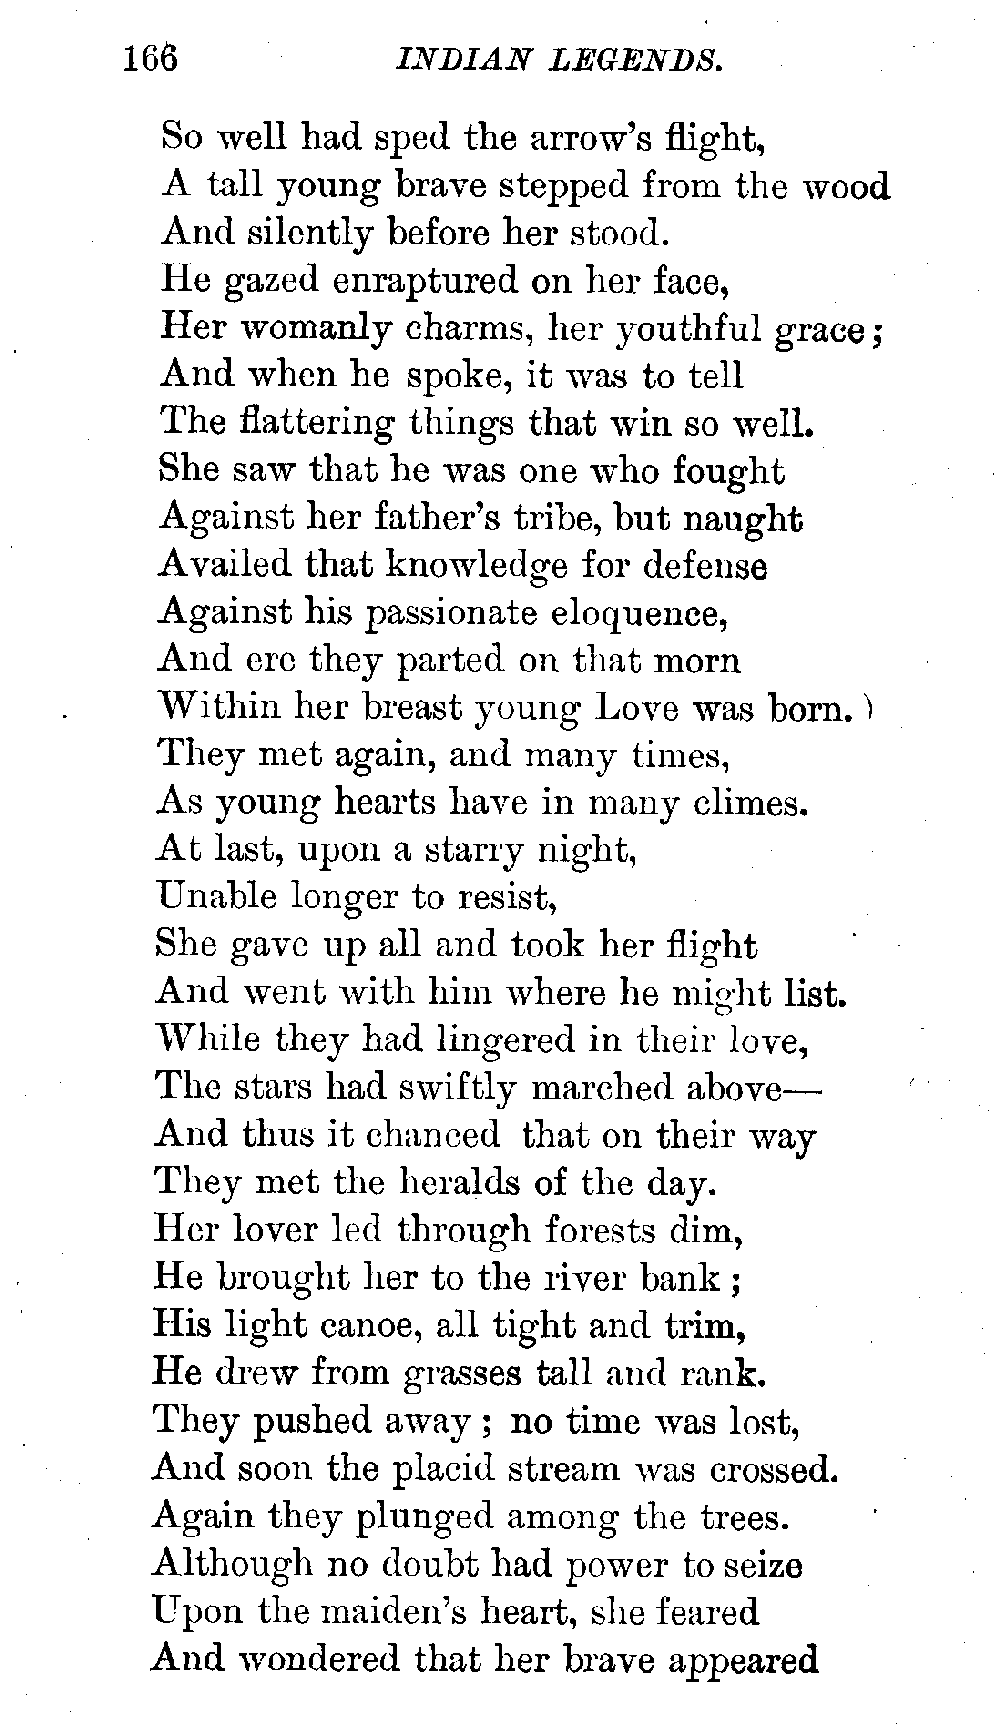 166 INDIAN LEGENDS.
So well had sped the arrow's flight,
A tall young brave stepped from the wood
And silently before her stood.
He gazed enraptured on her face,
Her womanly charms, her youthful grace;
And when he spoke, it was to tell
The flattering things that win so well.
She saw that he was one who fought
Against her father's tribe, but naught
Availed that knowledge for defense
Against his passionate eloquence,
And ere they parted on that morn
Within her breast young Love was born. )
They met again, and many times,
As young hearts have in many climes.
At last, upon a starry night,
Unable longer to resist,
She gave up all and took her flight
And went with him where he might list.
While they had lingered in their love,
The stars had swiftly marched above—
And thus it chanced that on their way
They met the heralds of the day.
Her lover led through forests dim,
He brought her to the river bank ;
His light canoe, all tight and trim,
He drew from grasses tall and rank.
They pushed away ; no time was lost,
And soon the placid stream was crossed.
Again they plunged among the trees.
Although no doubt had power to seize
Upon the maiden's heart, she feared
And wondered that her brave appeared